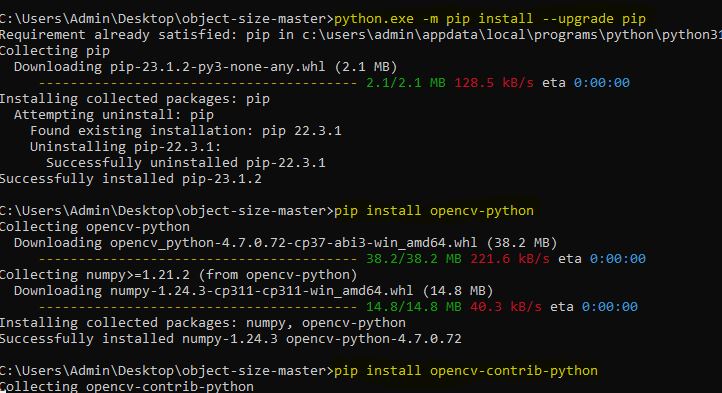 C:\Users\Admin\Desktop\object-size-master>python.exe -m pip install --upgrade pip
Requirement already satisfied: pip in c:\users\admin\appdata\local\programs\python\python31
Collecting pip
  Downloading pip-23.1.2-py3-none-any.whl (2.1 MB)
     ---------------------------------------- 2.1/2.1 MB 128.5 kB/s eta 0:00:00
Installing collected packages: pip
  Attempting uninstall: pip
    Found existing installation: pip 22.3.1
    Uninstalling pip-22.3.1:
      Successfully uninstalled pip-22.3.1
Successfully installed pip-23.1.2
C:\Users\Admin\Desktop\object-size-master>pip install opencv-python
Collecting opencv-python
  Downloading opencv_python-4.7.0.72-cp37-abi3-win_amd64.whl (38.2 MB)
     ---------------------------------------- 38.2/38.2 MB 221.6 kB/s eta 0:00:00
Collecting numpy>=1.21.2 (from opencv-python)
  Downloading numpy-1.24.3-cp311-cp311-win_amd64.whl (14.8 MB)
     ---------------------------------------- 14.8/14.8 MB 40.3 kB/s eta 0:00:00
Installing collected packages: numpy, opencv-python
Successfully installed numpy-1.24.3 opencv-python-4.7.0.72
C:\Users\Admin\Desktop\object-size-master>pip install opencv-contrib-python
Collecting opencv-contrib-python